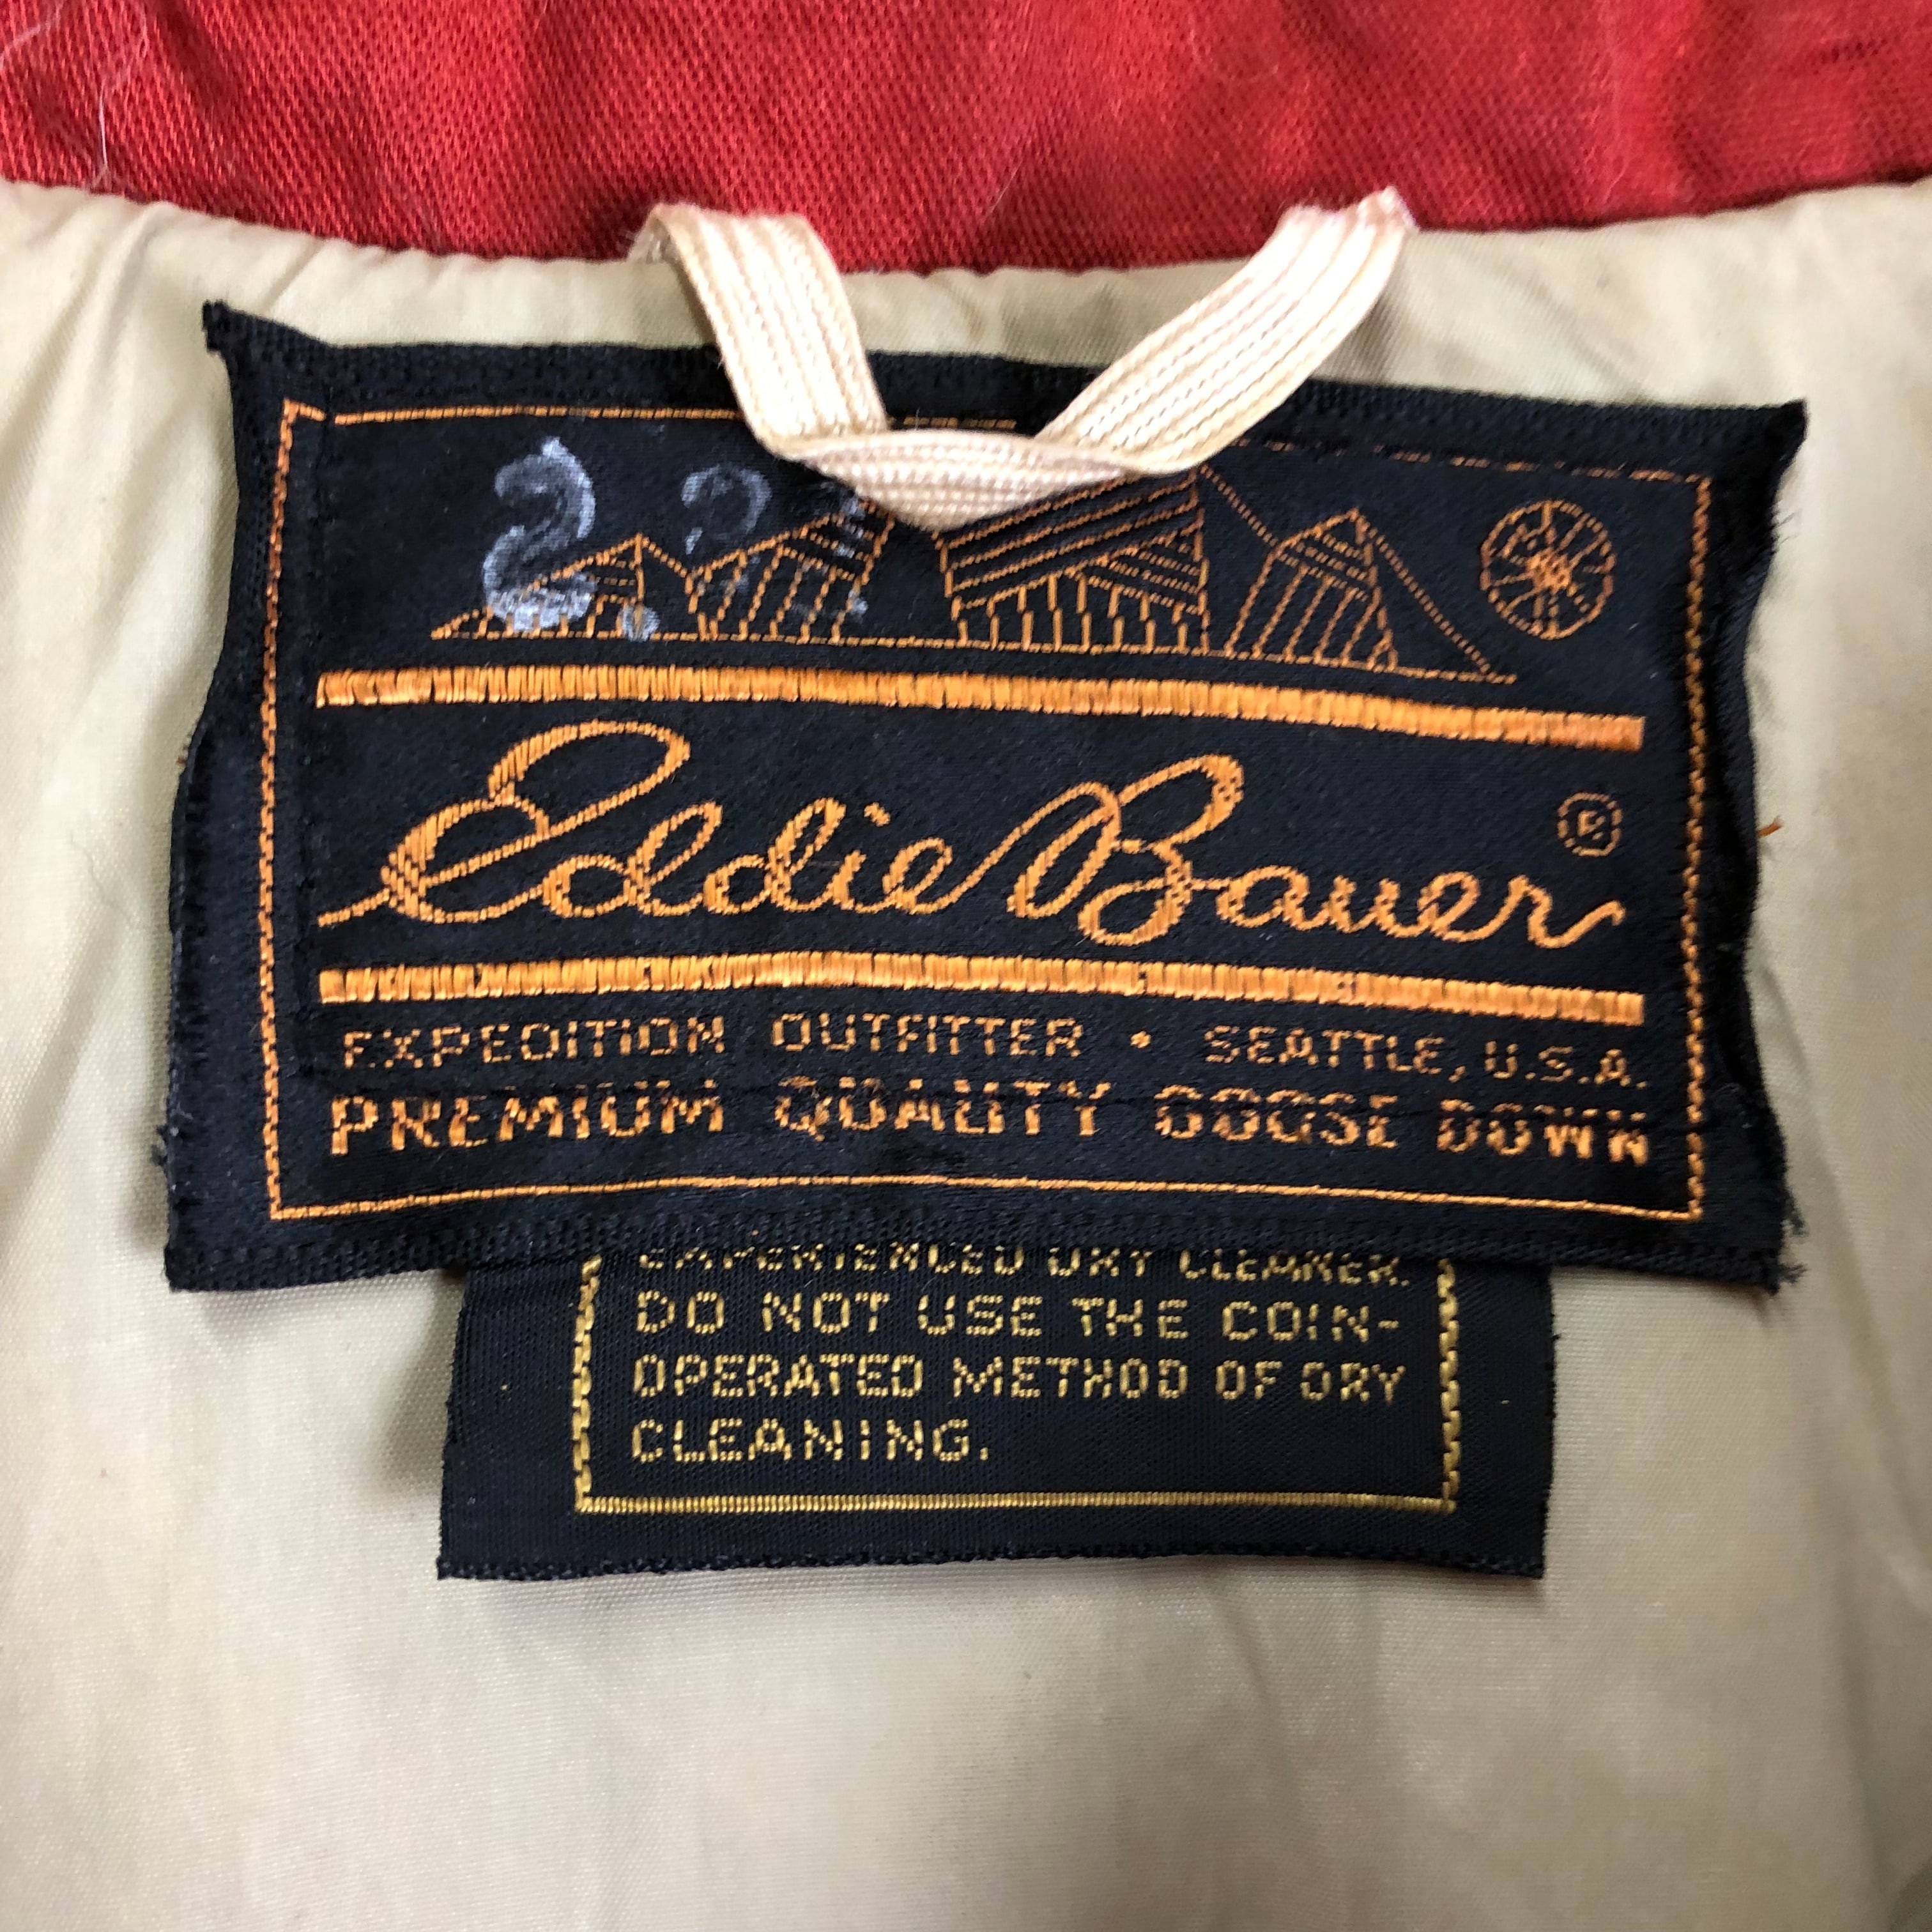 Eddie Bauer ®
EXPEDITION OUTFITTER • SEATTLE, U.S.A.
PREMIUM QUALITY GOOSE DOWN
EXPERIENCED DRY CLEANER.
DO NOT USE THE COIN-
OPERATED METHOD OF DRY
CLEANING.